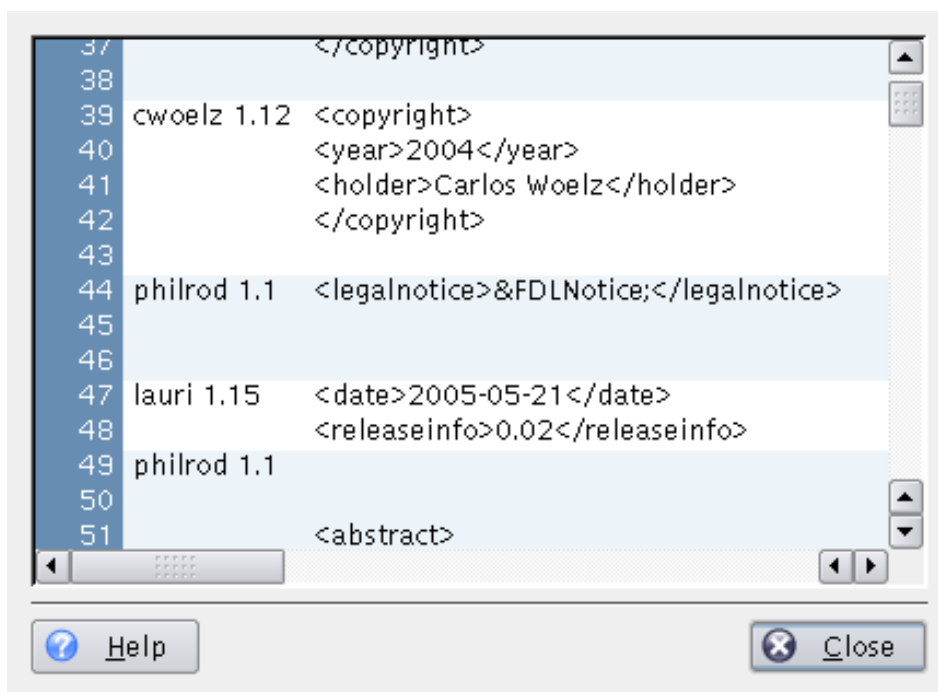 37 </copyright>
38
39 cwoelz 1.12 <copyright>
40 <year>2004</year>
41 <holder>Carlos Woelz</holder>
42 </copyright>
43
44 philrod 1.1 <legalnotice>&FDLNotice;</legalnotice>
45
46
47 lauri 1.15 <date>2005-05-21</date>
48 <releaseinfo>0.02</releaseinfo>
49 philrod 1.1
50
51 <abstract>
Help Close